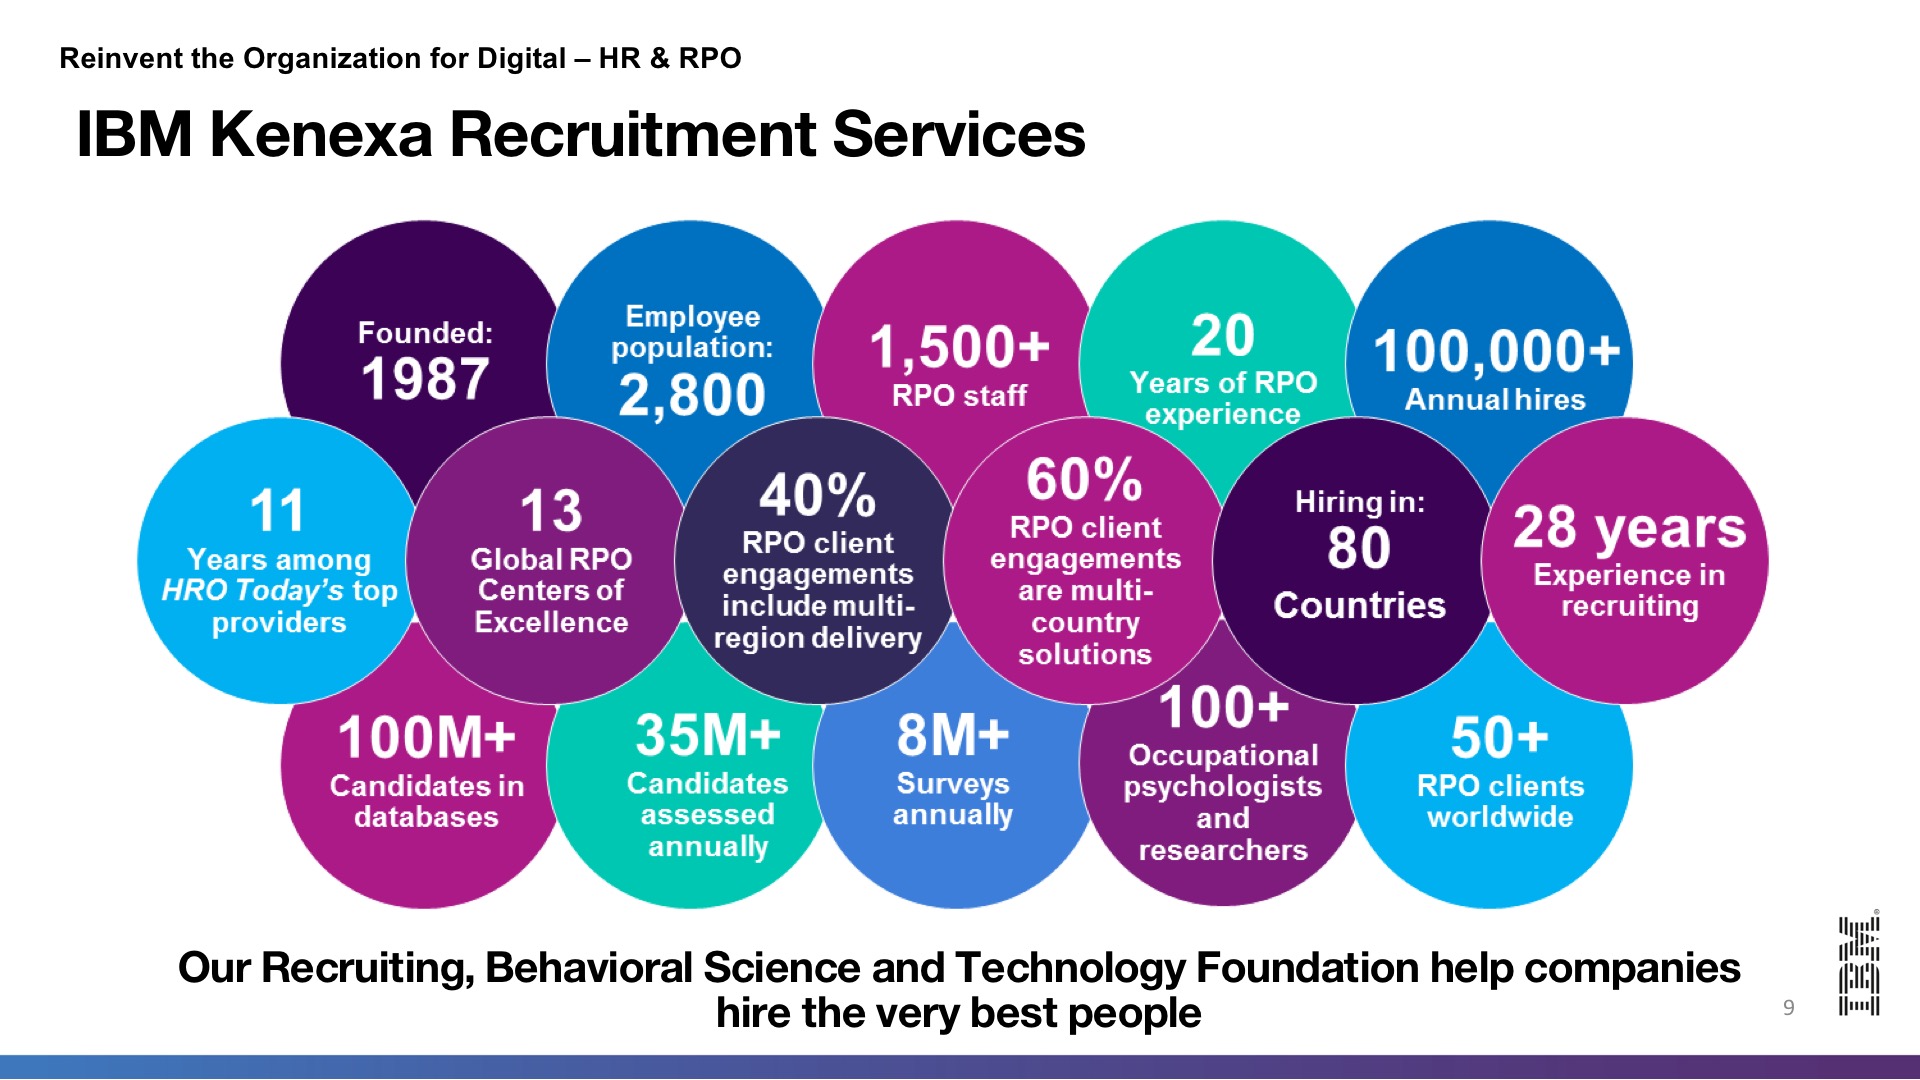 Reinvent the Organization for Digital – HR & RPO
IBM Kenexa Recruitment Services
Founded:
1987
Employee
population:
2,800
1,500+
RPO staff
20
Years of RPO
experience
100,000+
Annual hires
11
Years among
HRO Today's top
providers
13
Global RPO
Centers of
Excellence
40%
RPO client
engagements
include multi-
region delivery
60%
RPO client
engagements
are multi-
country
solutions
Hiring in:
80
Countries
28 years
Experience in
recruiting
100M+
Candidates in
databases
35M+
Candidates
assessed
annually
8M+
Surveys
annually
100+
Occupational
psychologists
and
researchers
50+
RPO clients
worldwide
Our Recruiting, Behavioral Science and Technology Foundation help companies
hire the very best people
9
IBM®